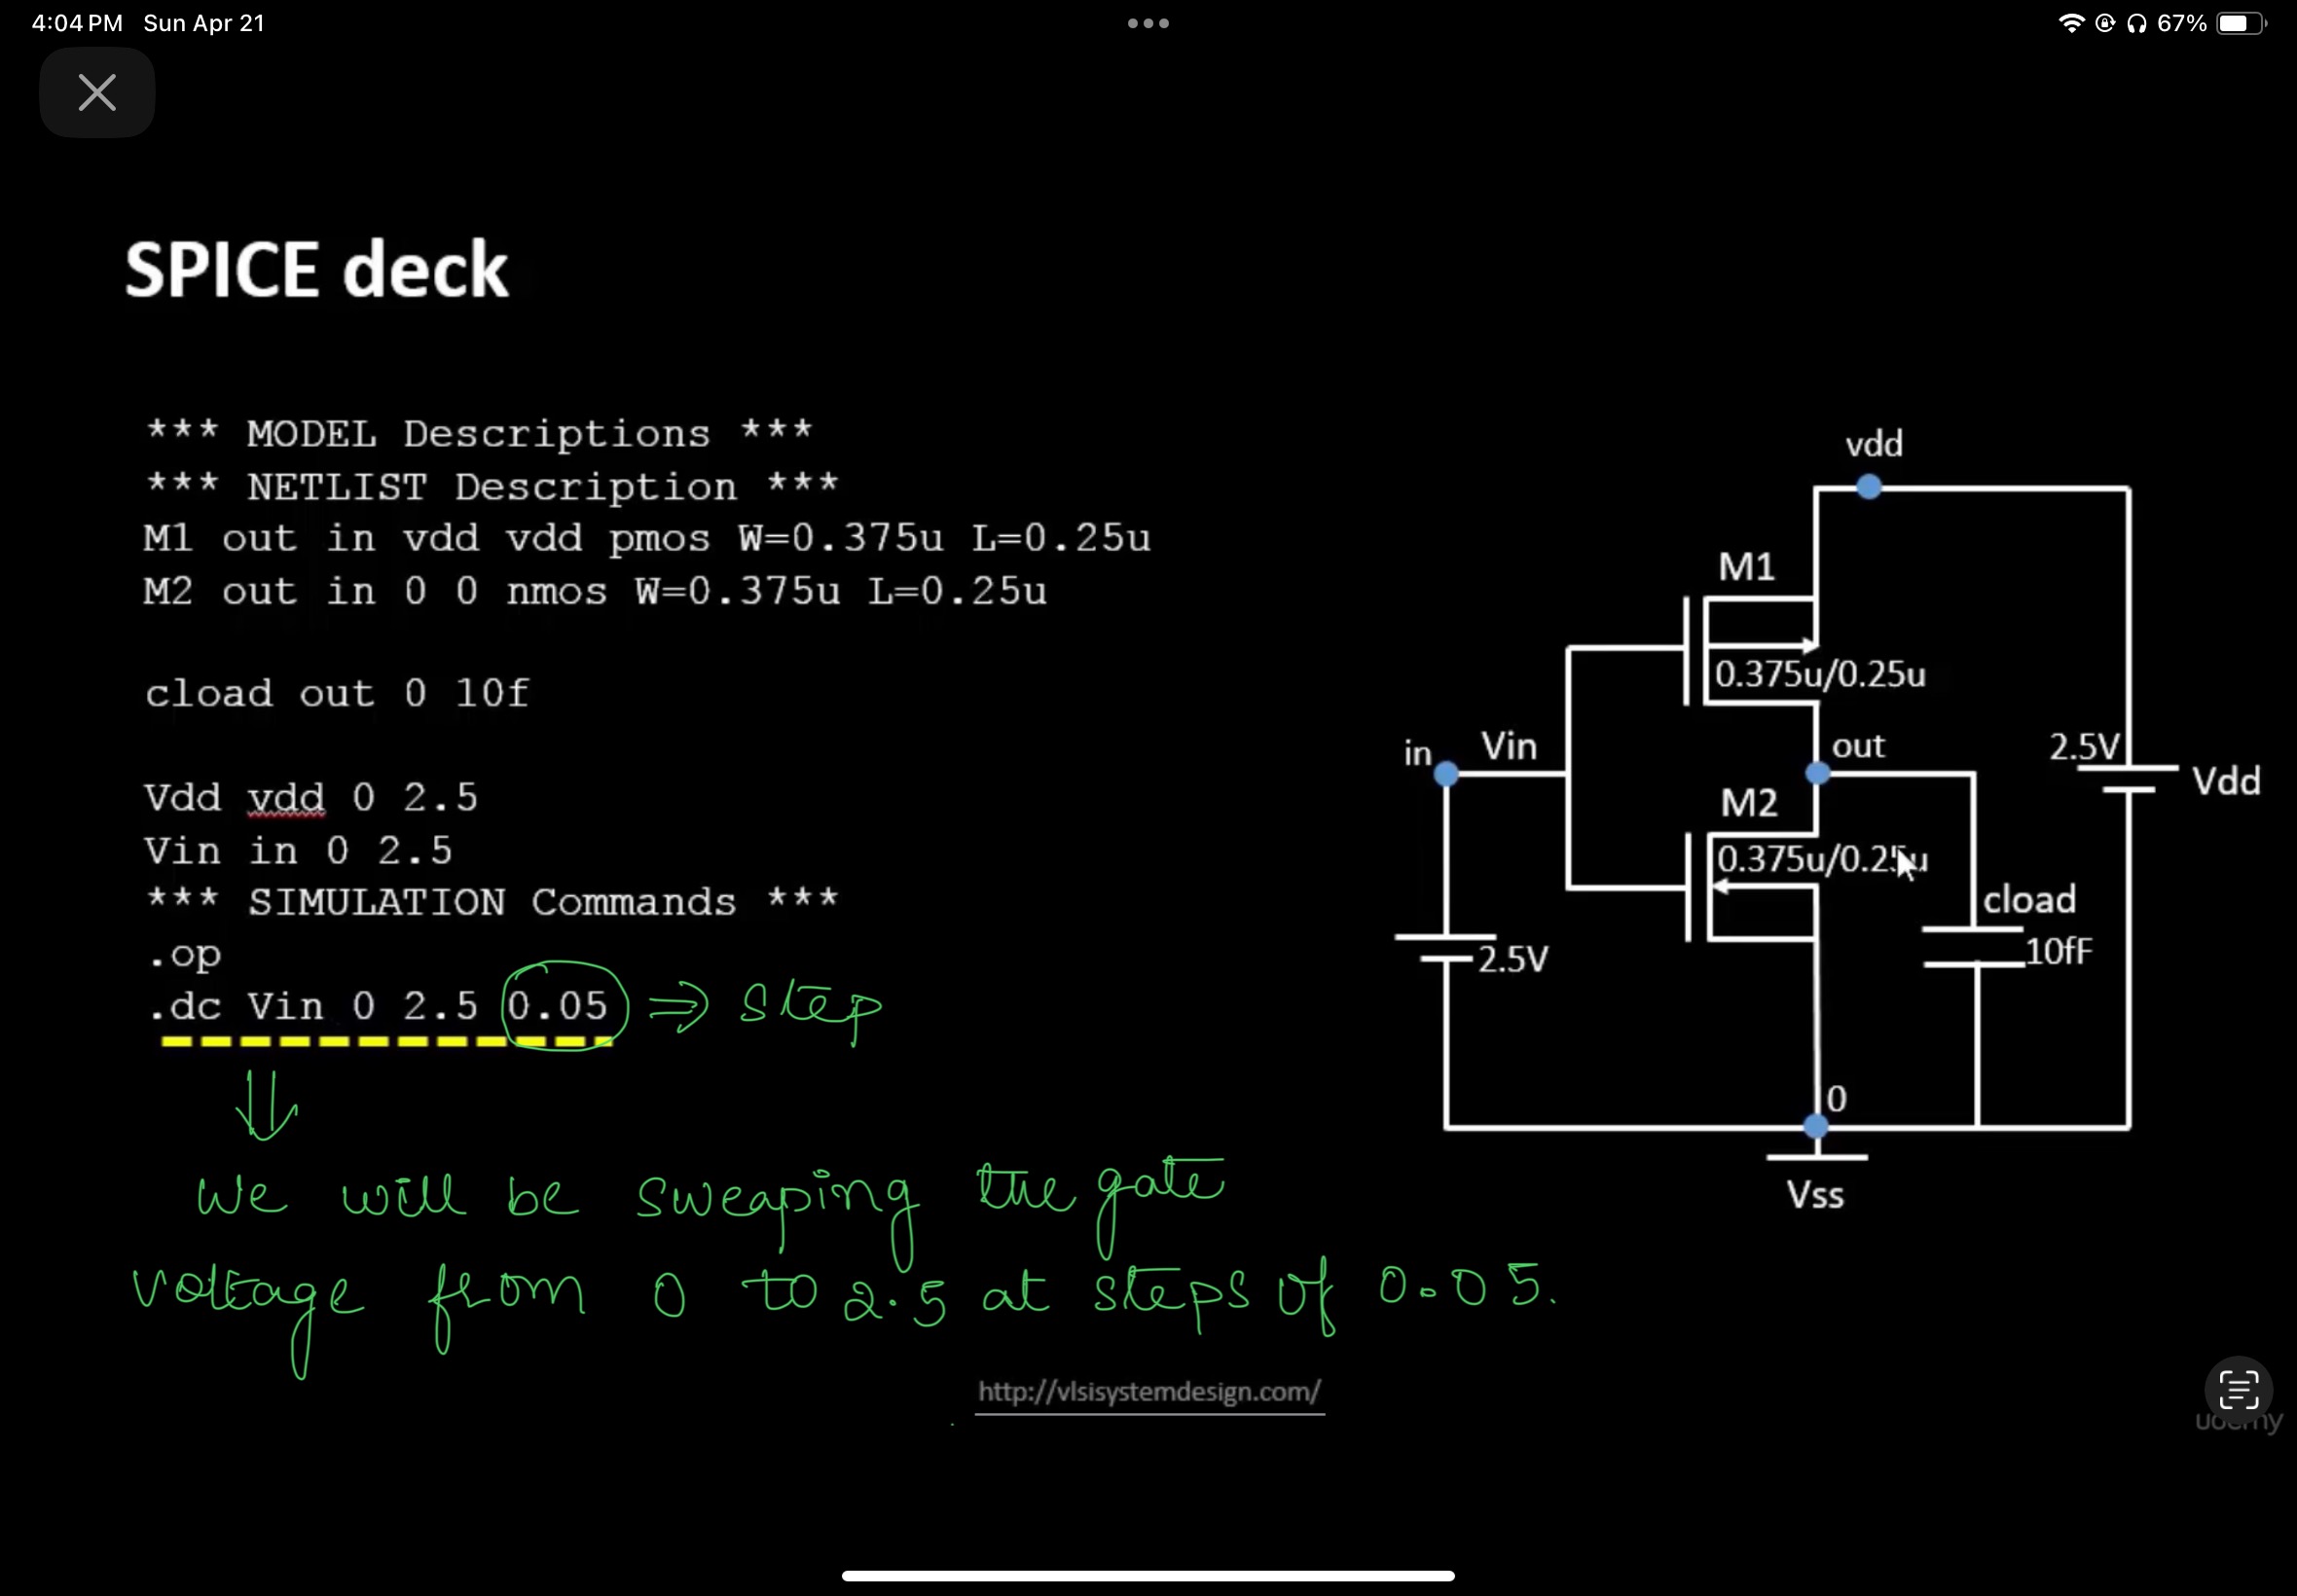 4:04 PM Sun Apr 21
67%
SPICE deck
*** MODEL Descriptions ***
*** NETLIST Description ***
M1 out in vdd vdd pmos W=0.375u L=0.25u
M2 out in 0 0 nmos W=0.375u L=0.25u
cload out 0 10f
Vdd vdd 0 2.5
Vin in 0 2.5
*** SIMULATION Commands ***
.op
.dc Vin 0 2.5 0.05 ⇒ step
we will be sweaping the gate
voltage from 0 to 2.5 at steps of 0.05.
vdd
M1
0.375u/0.25u
in Vin
out
2.5V
Vdd
M2
0.375u/0.25u
cload
2.5V
10fF
0
Vss
http://vlsisystemdesign.com/
udemy